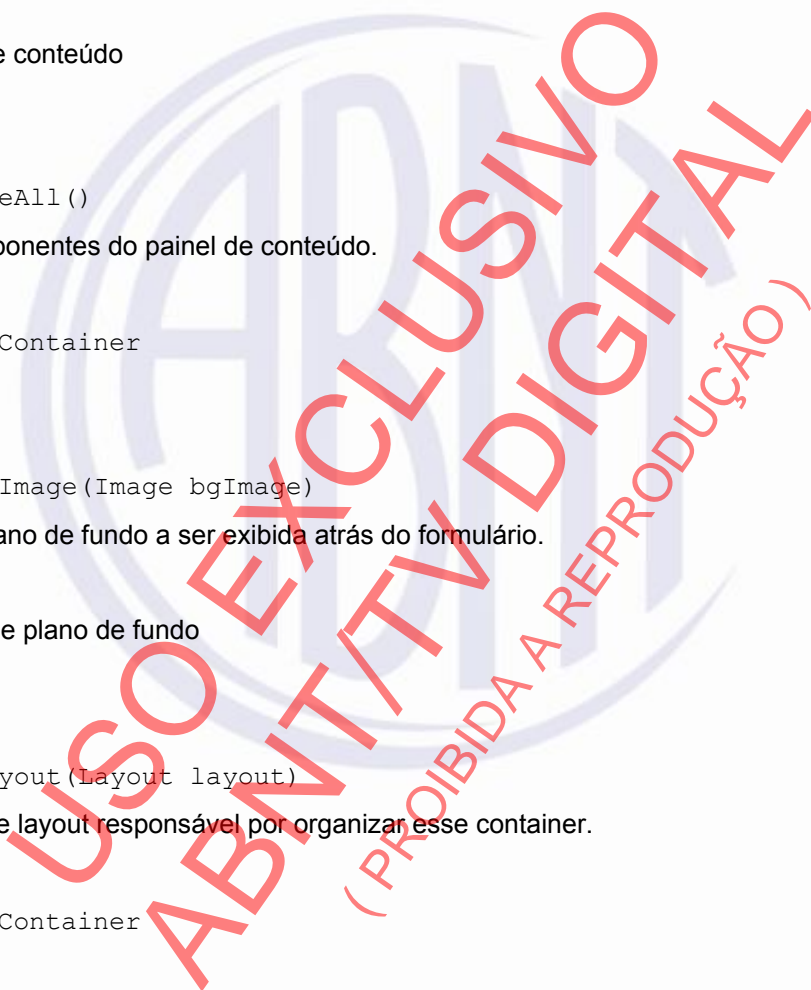 e conteúdo
eAll()
ponentes do painel de conteúdo.
Container
Image(Image bgImage)
ano de fundo a ser exibida atrás do formulário.
e plano de fundo
yout(Layout layout)
e layout responsável por organizar esse container.
Container
USO EXCLUSIVO
ABNT/TV DIGITAL
( PROIBIDA A REPRODUÇÃO )
ABNT